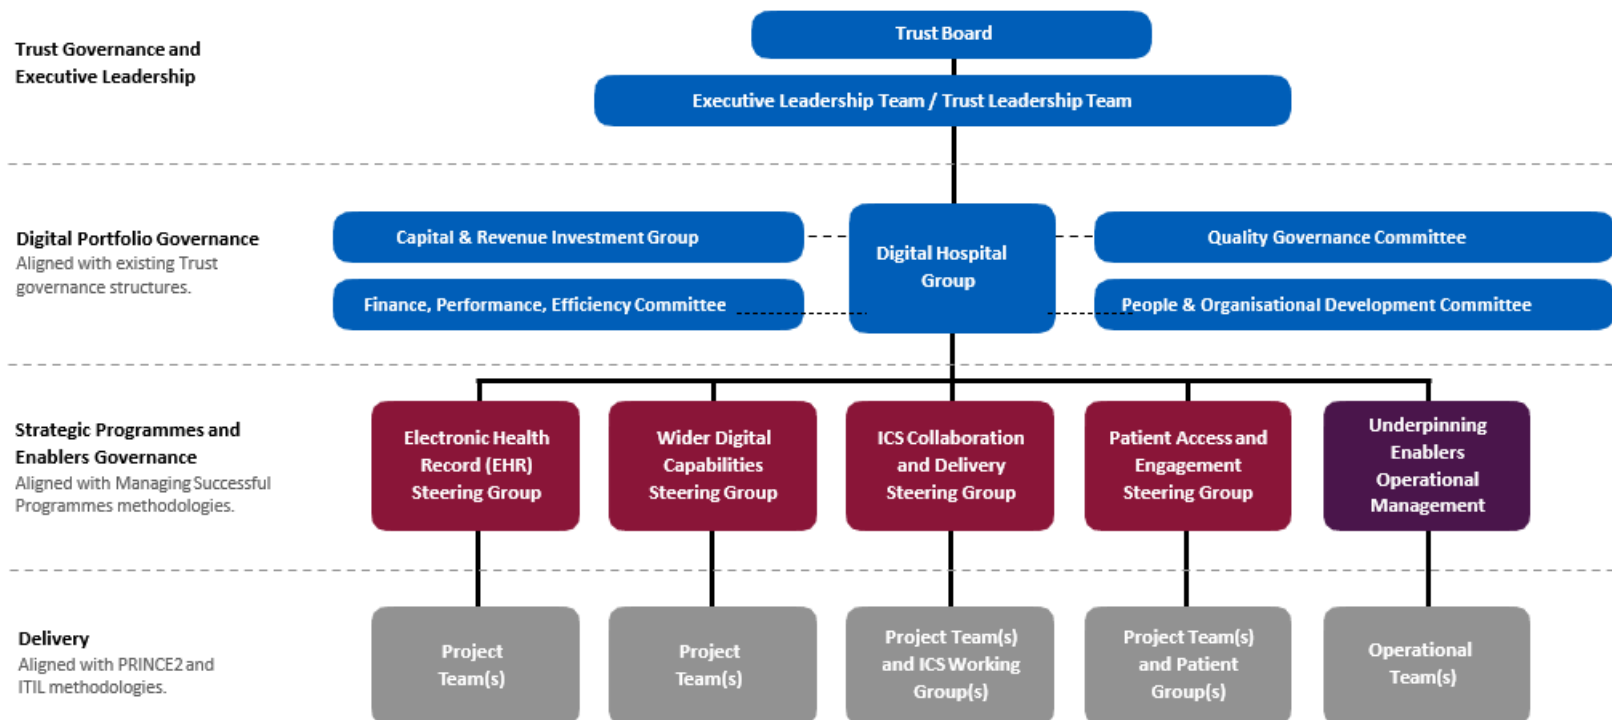 Trust Board
Trust Governance and
Executive Leadership
Executive Leadership Team / Trust Leadership Team
Digital Portfolio Governance
Aligned with existing Trust
governance structures.
Capital & Revenue Investment Group
Finance, Performance, Efficiency Committee
Digital Hospital
Group
Quality Governance Committee
People & Organisational Development Committee
Strategic Programmes and
Enablers Governance
Aligned with Managing Successful
Programmes methodologies.
Electronic Health
Record (EHR)
Steering Group
Wider Digital
Capabilities
Steering Group
ICS Collaboration
and Delivery
Steering Group
Patient Access and
Engagement
Steering Group
Underpinning
Enablers
Operational
Management
Delivery
Aligned with PRINCE2 and
ITIL methodologies.
Project
Team(s)
Project
Team(s)
Project Team(s)
and ICS Working
Group(s)
Project Team(s)
and Patient
Group(s)
Operational
Team(s)